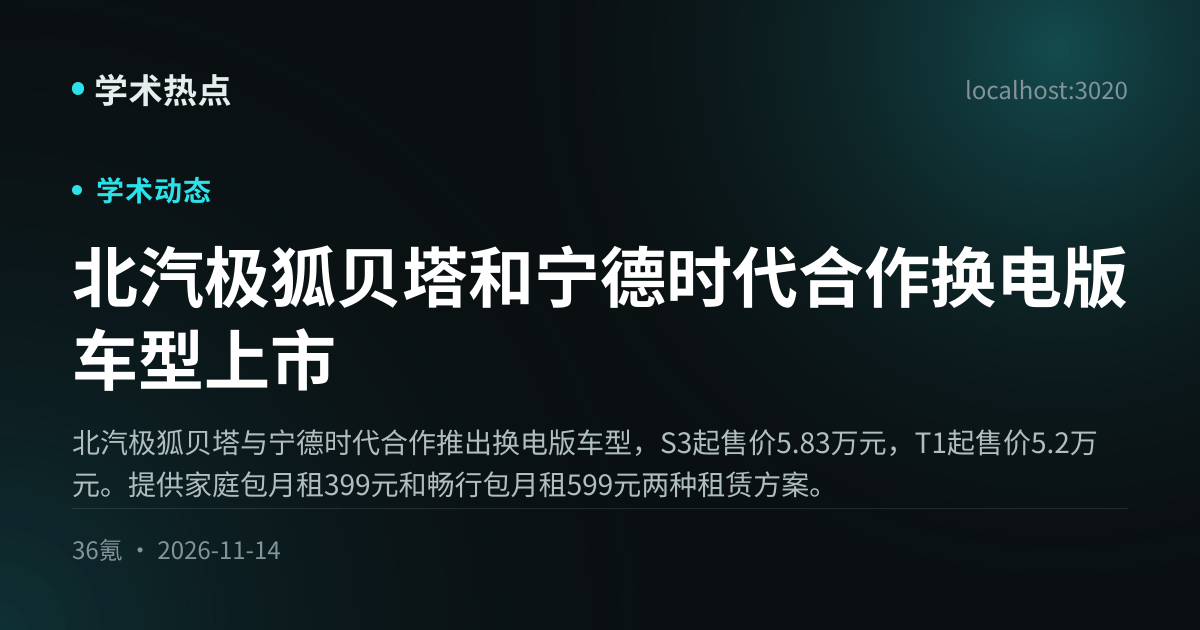 学术热点
localhost:3020
学术动态
北汽极狐贝塔和宁德时代合作换电版
车型上市
北汽极狐贝塔与宁德时代合作推出换电版车型，S3起售价5.83万元，T1起售价5.2万
元。提供家庭包月租399元和畅行包月租599元两种租赁方案。
36氪 · 2026-11-14